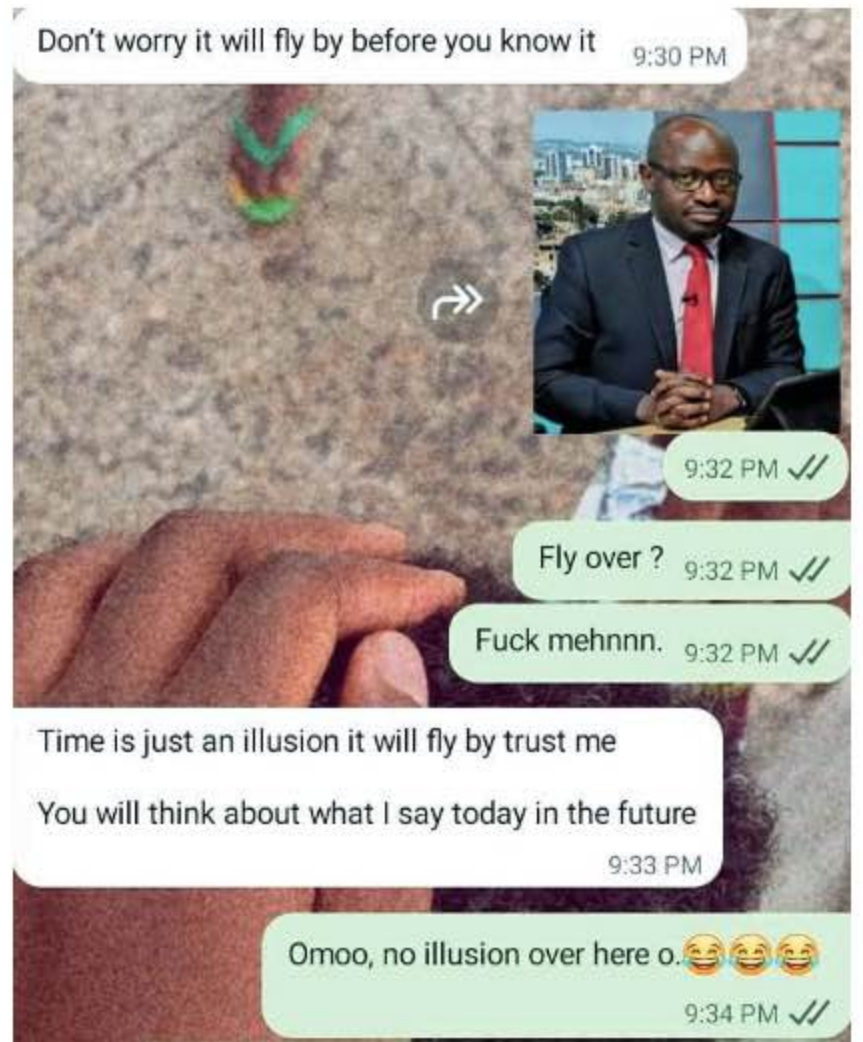 Don't worry it will fly by before you know it
9:30 PM
9:32 PM
Fly over ?
9:32 PM
Fuck mehnnn.
9:32 PM
Time is just an illusion it will fly by trust me
You will think about what I say today in the future
9:33 PM
Omoo, no illusion over here o.😂😂😂
9:34 PM